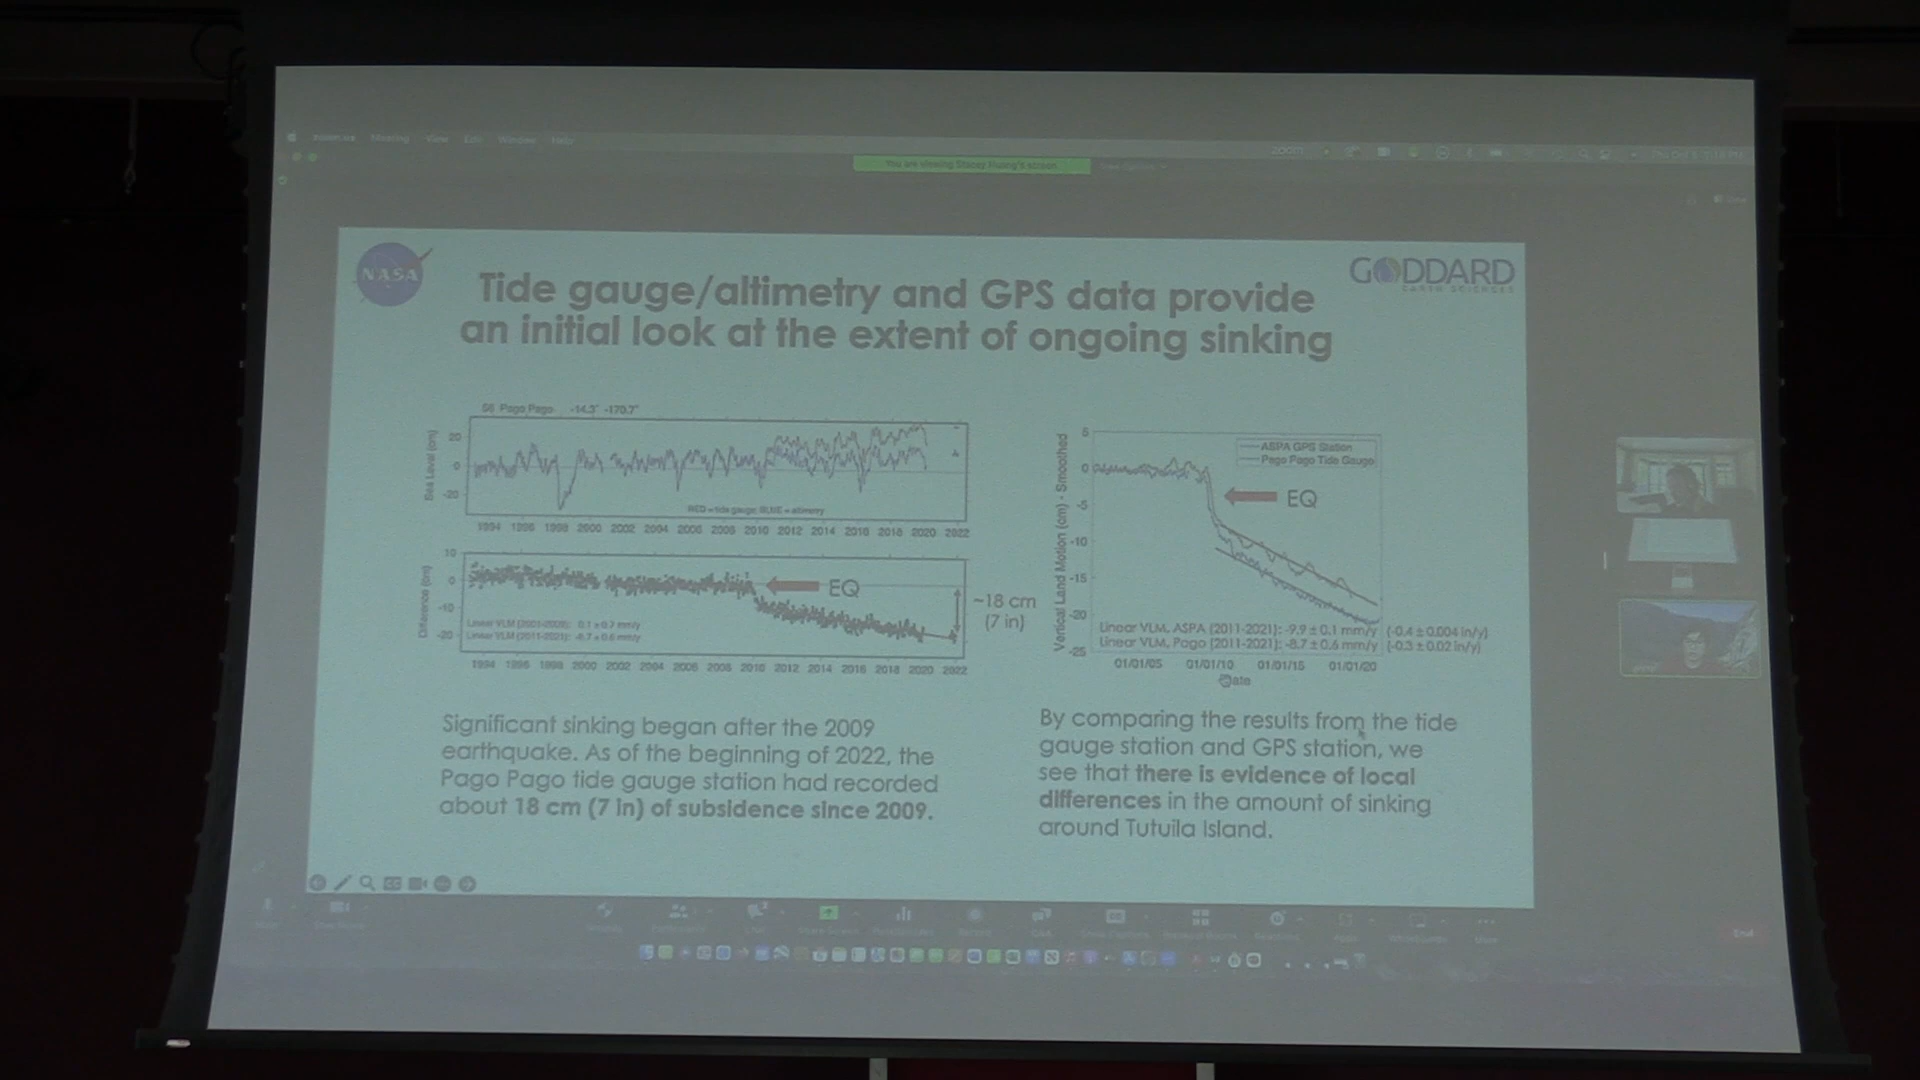 Meeting View Edit Window Help
zoom
You are viewing Stacey Huang's screen
NASA
GODDARD
EARTH SCIENCES
Tide gauge/altimetry and GPS data provide
an initial look at the extent of ongoing sinking
56 Pago Pago -14.3° -170.7°
Sea Level (cm)
20
0
-20
RED = tide gauge, BLUE = altimetry
1994 1996 1998 2000 2002 2004 2006 2008 2010 2012 2014 2016 2018 2020 2022
Difference (cm)
10
0
-10
-20
EQ
~18 cm
(7 in)
Linear VLM (2011-2021): -8.7 ± 0.6 mm/y
1994 1996 1998 2000 2002 2004 2006 2008 2010 2012 2014 2016 2018 2020 2022
Vertical Land Motion (cm) - Smoothed
5
0
-5
-10
-15
-20
-25
ASPA GPS Station
Pago Pago Tide Gauge
EQ
Linear VLM, ASPA (2011-2021): -9.9 ± 0.1 mm/y (-0.4 ± 0.004 in/y)
Linear VLM, Pago (2011-2021): -8.7 ± 0.6 mm/y (-0.3 ± 0.02 in/y)
01/01/05 01/01/10 01/01/15 01/01/20
Date
Significant sinking began after the 2009
earthquake. As of the beginning of 2022, the
Pago Pago tide gauge station had recorded
about 18 cm (7 in) of subsidence since 2009.
By comparing the results from the tide
gauge station and GPS station, we
see that there is evidence of local
differences in the amount of sinking
around Tutuila Island.
End